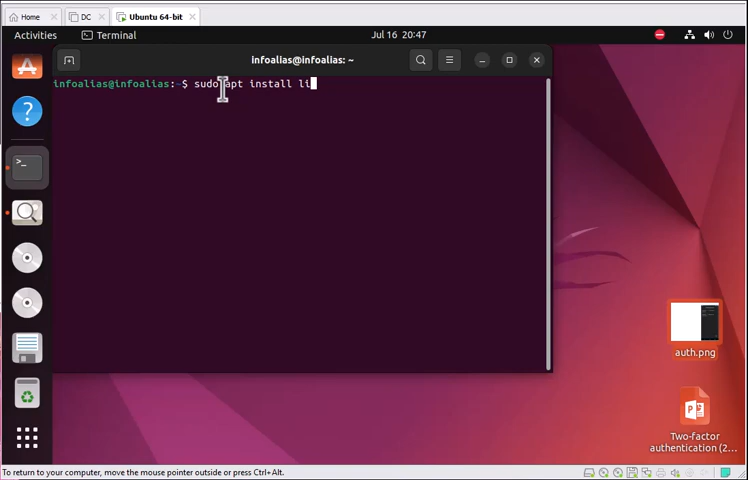 Home
DC
Ubuntu 64-bit
Activities
Terminal
Jul 16 20:47
infoalias@infoalias: ~
infoalias@infoalias:~$ sudo apt install li
auth.png
Two-factor
authentication (2…
To return to your computer, move the mouse pointer outside or press Ctrl+Alt.